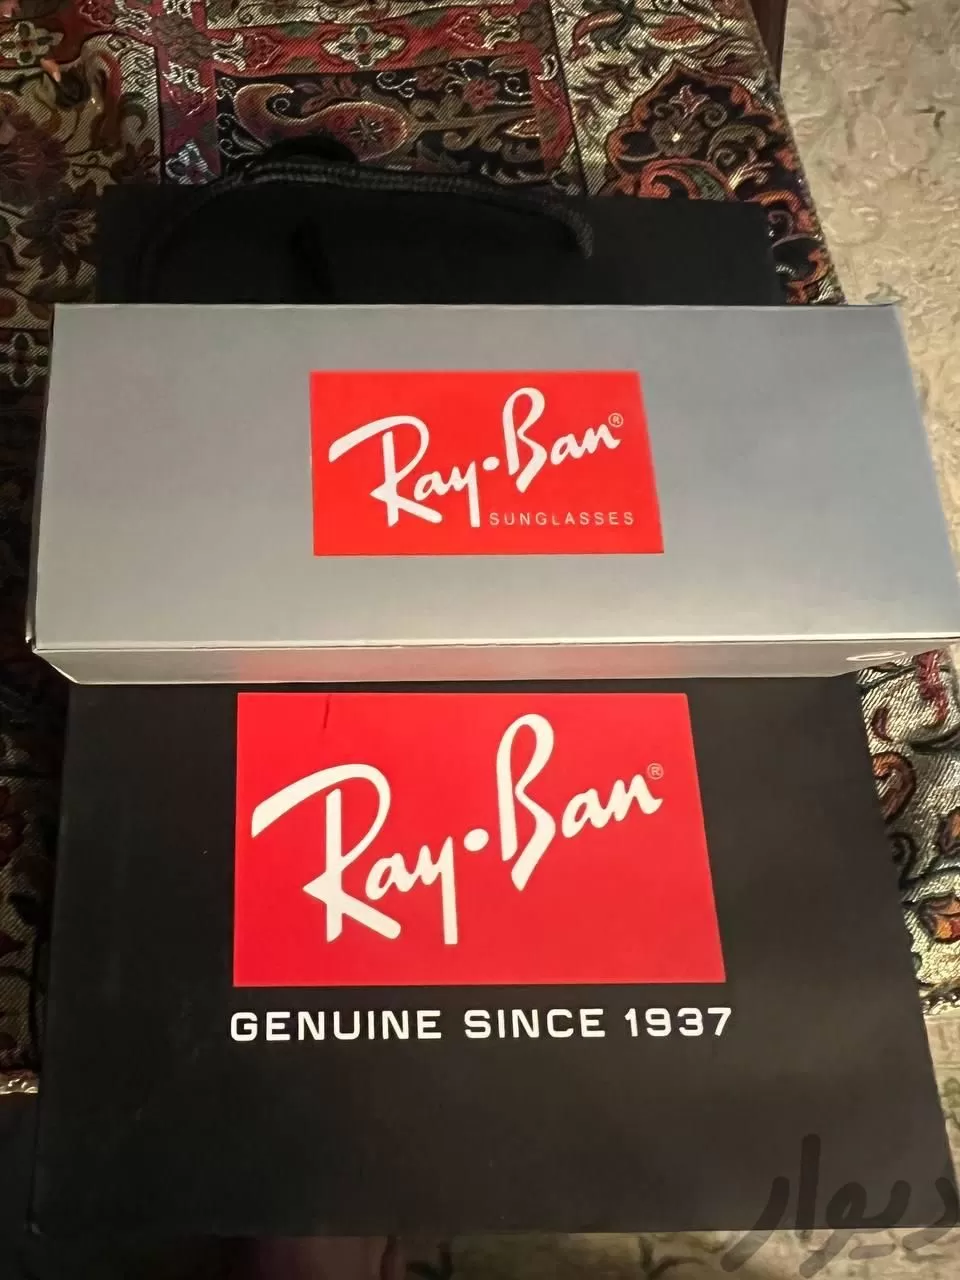 Ray-Ban®
SUNGLASSES
Ray-Ban®
GENUINE SINCE 1937
دیوار